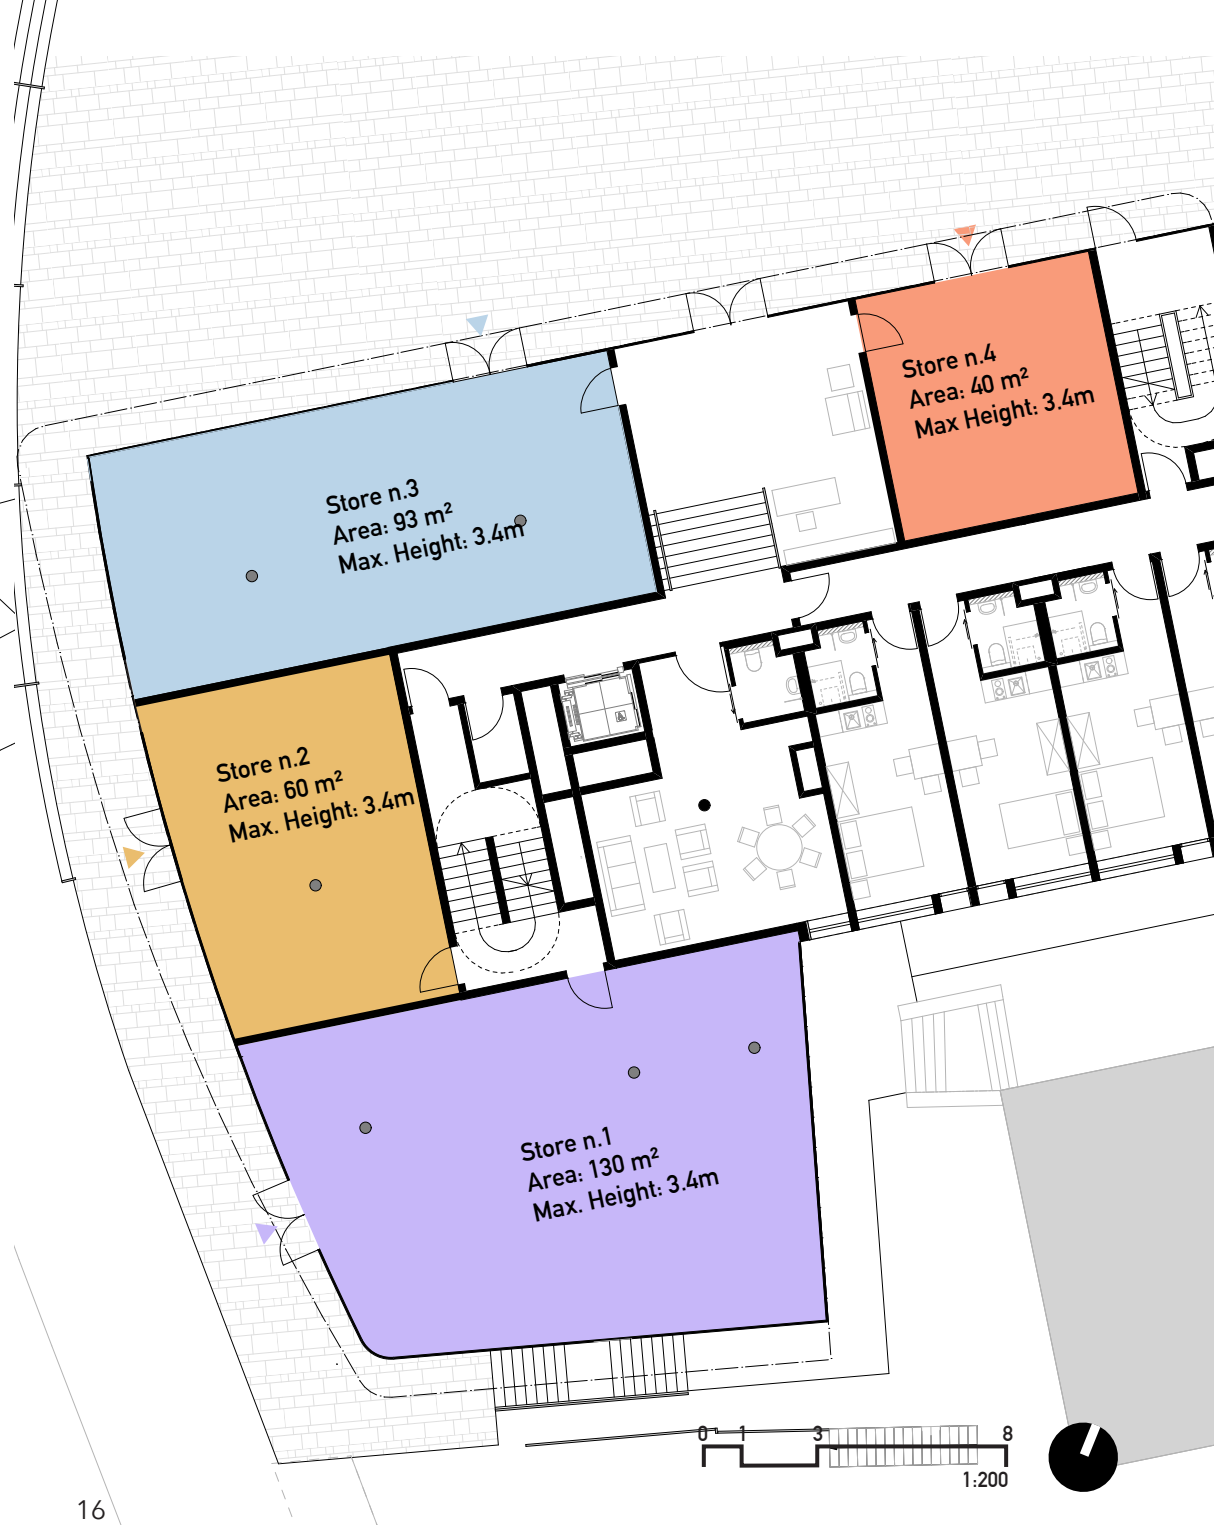 Store n.4
Area: 40 m²
Max Height: 3.4m
Store n.3
Area: 93 m²
Max. Height: 3.4m
Store n.2
Area: 60 m²
Max. Height: 3.4m
Store n.1
Area: 130 m²
Max. Height: 3.4m
0 1 3 8
1:200
16